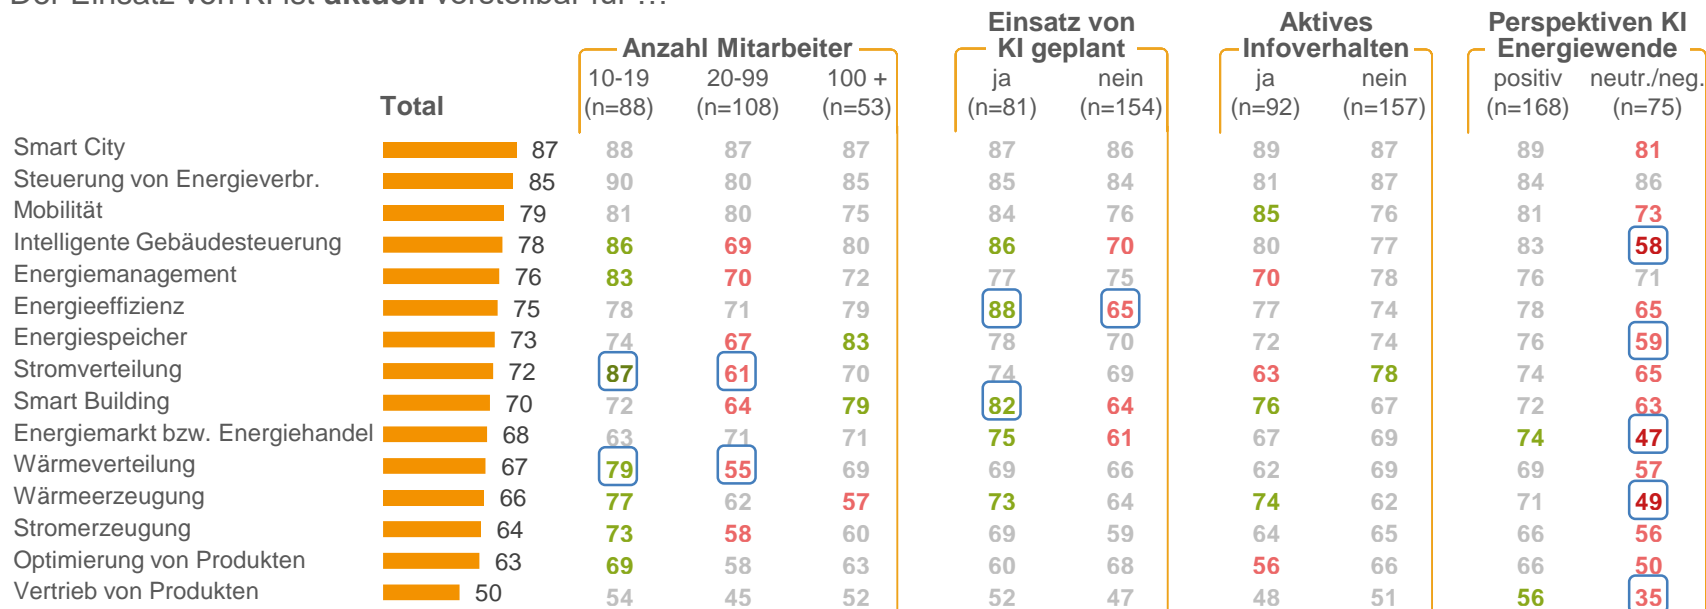 Der Einsatz von KI ist aktuell vorstellbar für …
Einsatz von Aktives Perspektiven KI
Anzahl Mitarbeiter KI geplant Infoverhalten Energiewende
10-19 20-99 100 + ja nein ja nein positiv neutr./neg.
Total (n=88) (n=108) (n=53) (n=81) (n=154) (n=92) (n=157) (n=168) (n=75)
Smart City 87 88 87 87 87 86 89 87 89 81
Steuerung von Energieverbr. 85 90 80 85 85 84 81 87 84 86
Mobilität 79 81 80 75 84 76 85 76 81 73
Intelligente Gebäudesteuerung 78 86 69 80 86 70 80 77 83 58
Energiemanagement 76 83 70 72 77 75 70 78 76 71
Energieeffizienz 75 78 71 79 88 65 77 74 78 65
Energiespeicher 73 74 67 83 78 70 72 74 76 59
Stromverteilung 72 87 61 70 74 69 63 78 74 65
Smart Building 70 72 64 79 82 64 76 67 72 63
Energiemarkt bzw. Energiehandel 68 63 71 71 75 61 67 69 74 47
Wärmeverteilung 67 79 55 69 69 66 62 69 69 57
Wärmeerzeugung 66 77 62 57 73 64 74 62 71 49
Stromerzeugung 64 73 58 60 69 59 64 65 66 56
Optimierung von Produkten 63 69 58 63 60 68 56 66 66 50
Vertrieb von Produkten 50 54 45 52 52 47 48 51 56 35